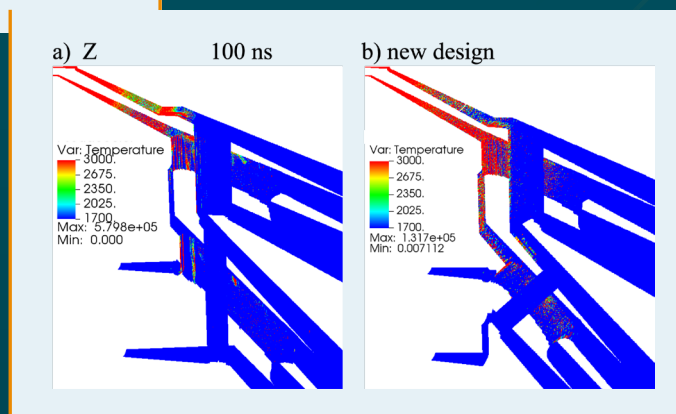 a) Z 100 ns b) new design
Var: Temperature
3000.
2675.
2350.
2025.
1700.
Max: 5.798e+05
Min: 0.000
Var: Temperature
3000.
2675.
2350.
2025.
1700.
Max: 1.317e+05
Min: 0.007112